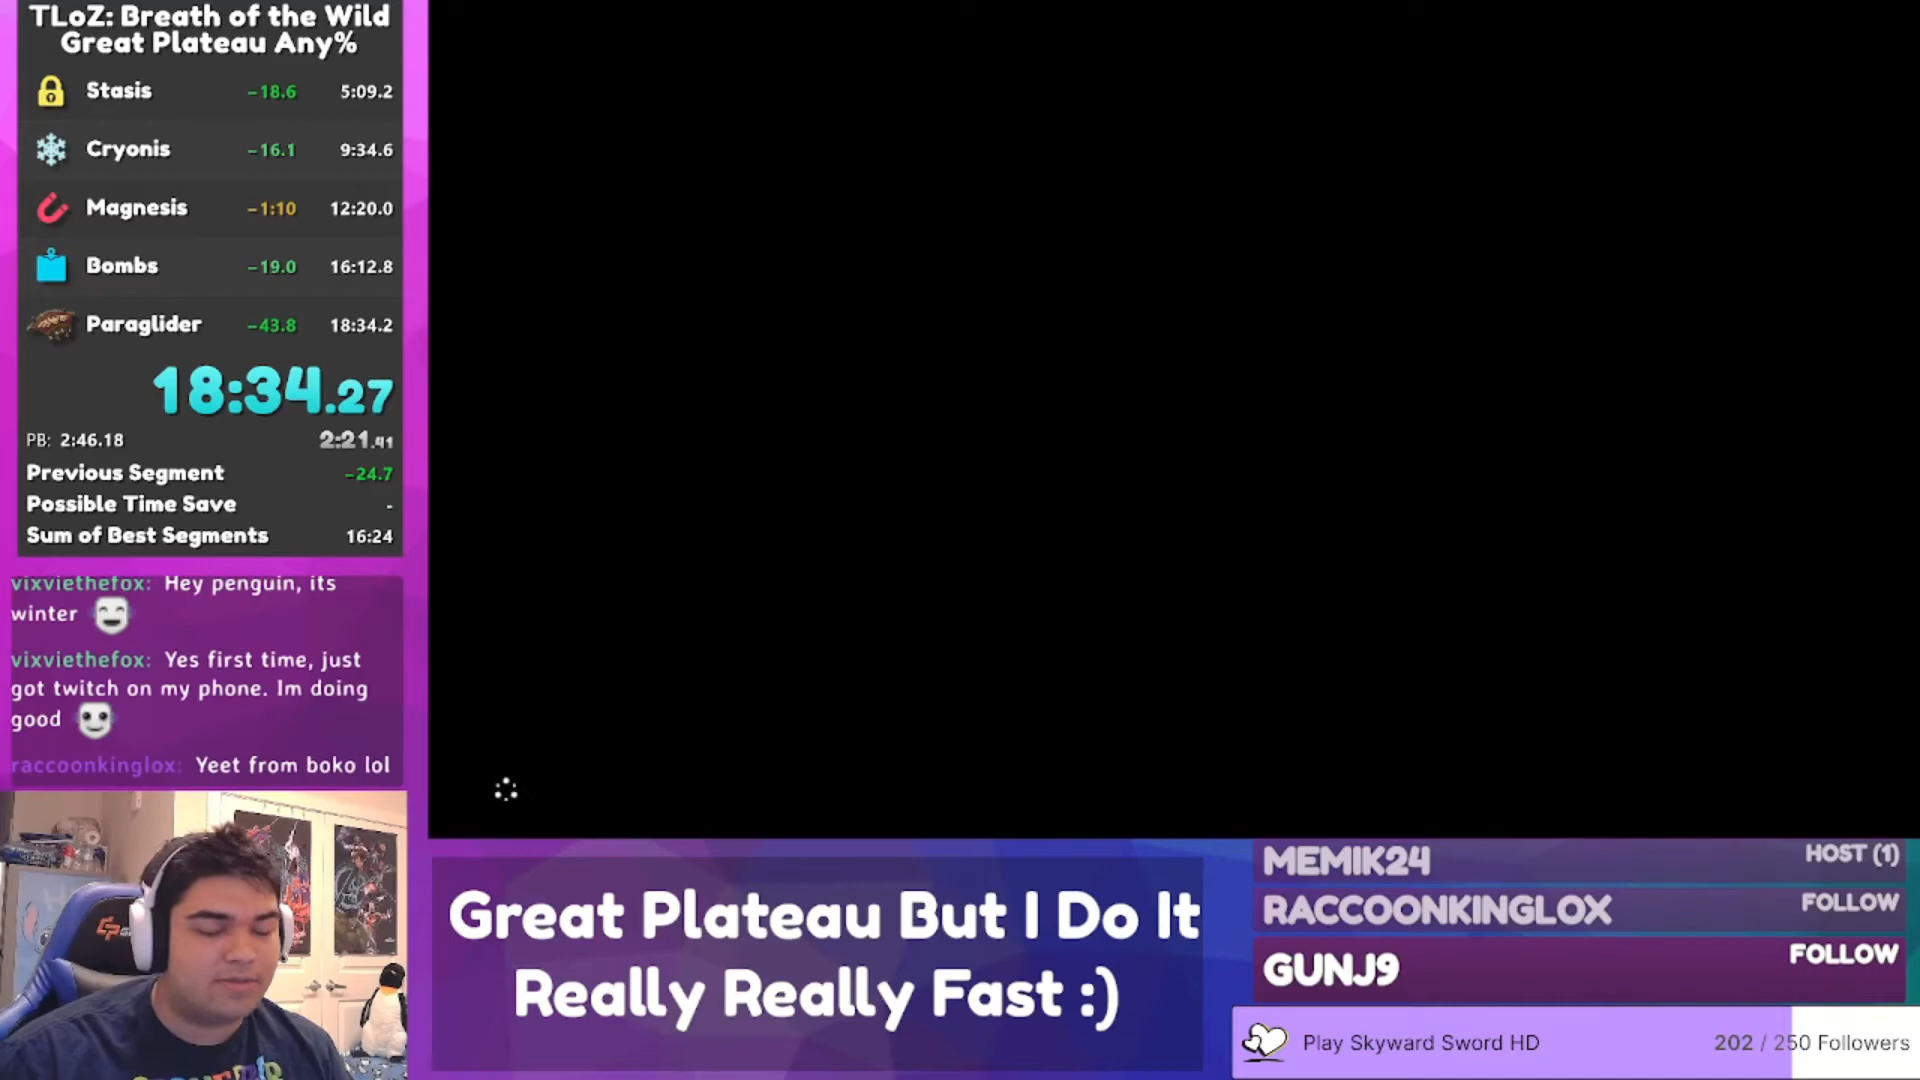 TLoZ: Breath of the Wild
Great Plateau Any%
Stasis -18.6 5:09.2
Cryonis -16.1 9:34.6
Magnesis -1:10 12:20.0
Bombs -19.0 16:12.8
Paraglider -43.8 18:34.2
18:34.27
PB: 2:46.18 2:21.41
Previous Segment -24.7
Possible Time Save -
Sum of Best Segments 16:24
vixviethefox: Hey penguin, its
winter
vixviethefox: Yes first time, just
got twitch on my phone. Im doing
good
raccoonkinglox: Yeet from boko lol
Great Plateau But I Do It
Really Really Fast :)
MEMIK24 HOST (1)
RACCOONKINGLOX FOLLOW
GUNJ9 FOLLOW
Play Skyward Sword HD 202 / 250 Followers